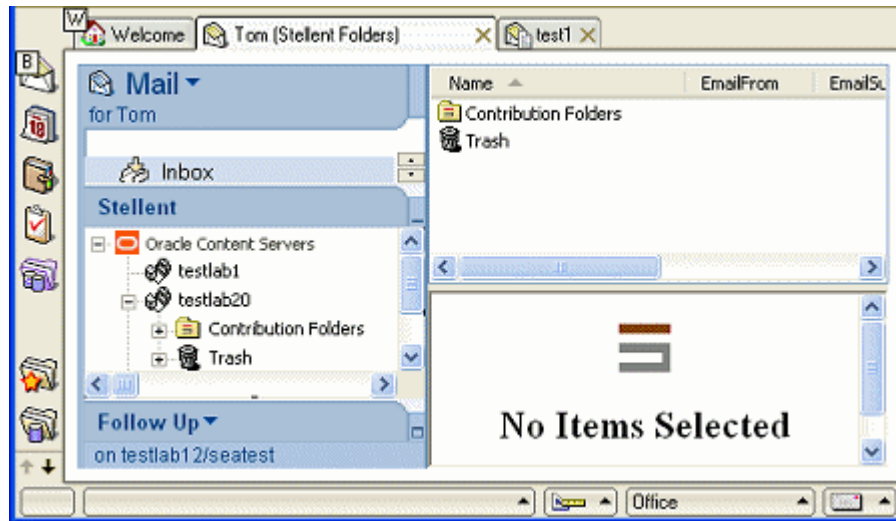 W
Welcome
Tom (Stellent Folders)
test1
B
18
Mail
for Tom
Inbox
Stellent
Oracle Content Servers
testlab1
testlab20
Contribution Folders
Trash
Follow Up
on testlab12/seatest
Name EmailFrom EmailSu
Contribution Folders
Trash
No Items Selected
Office